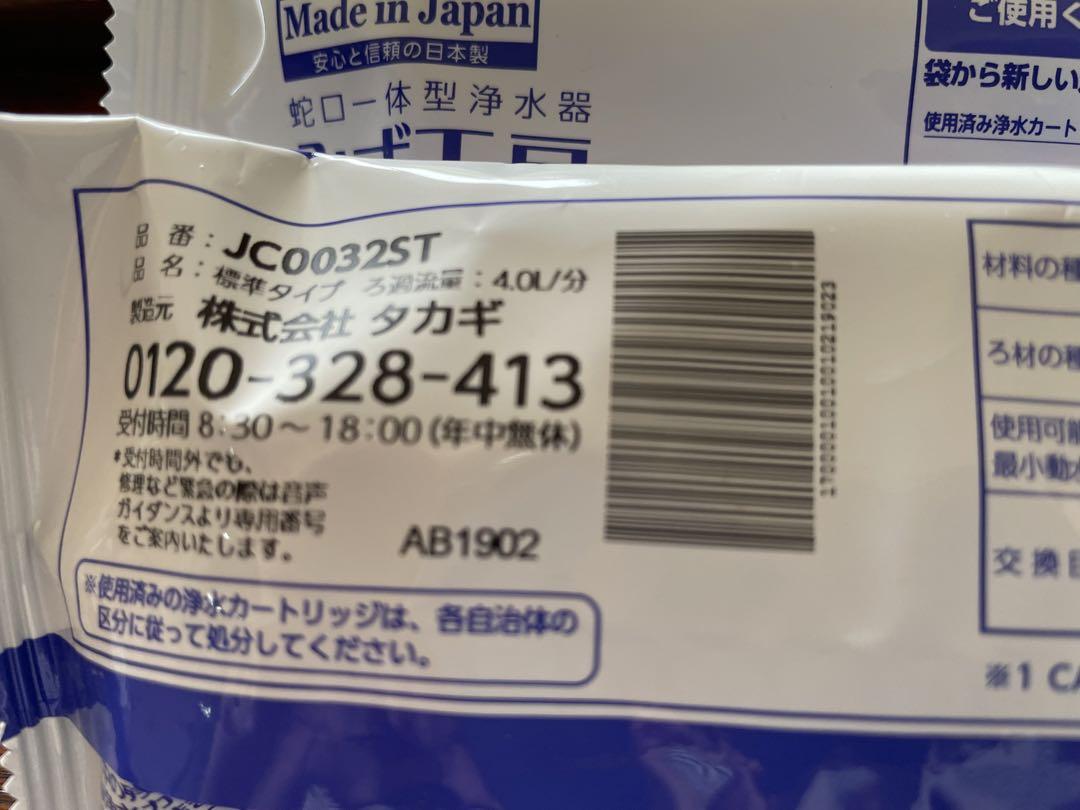 Made in Japan
安心と信頼の日本製
蛇口一体型浄水器
ご使用く
袋から新しい
使用済み浄水カート
品 番：JC0032ST
品 名：標準タイプ ろ過流量：4.0L/分
製造元 株式会社 タカギ
0120-328-413
受付時間 8:30～18:00（年中無休）
*受付時間外でも、
修理など緊急の際は音声
ガイダンスより専用番号
をご案内いたします。
AB1902
※使用済みの浄水カートリッジは、各自治体の
区分に従って処分してください。
材料の種
ろ材の種
使用可能
最小動水
交換目
※1 CA